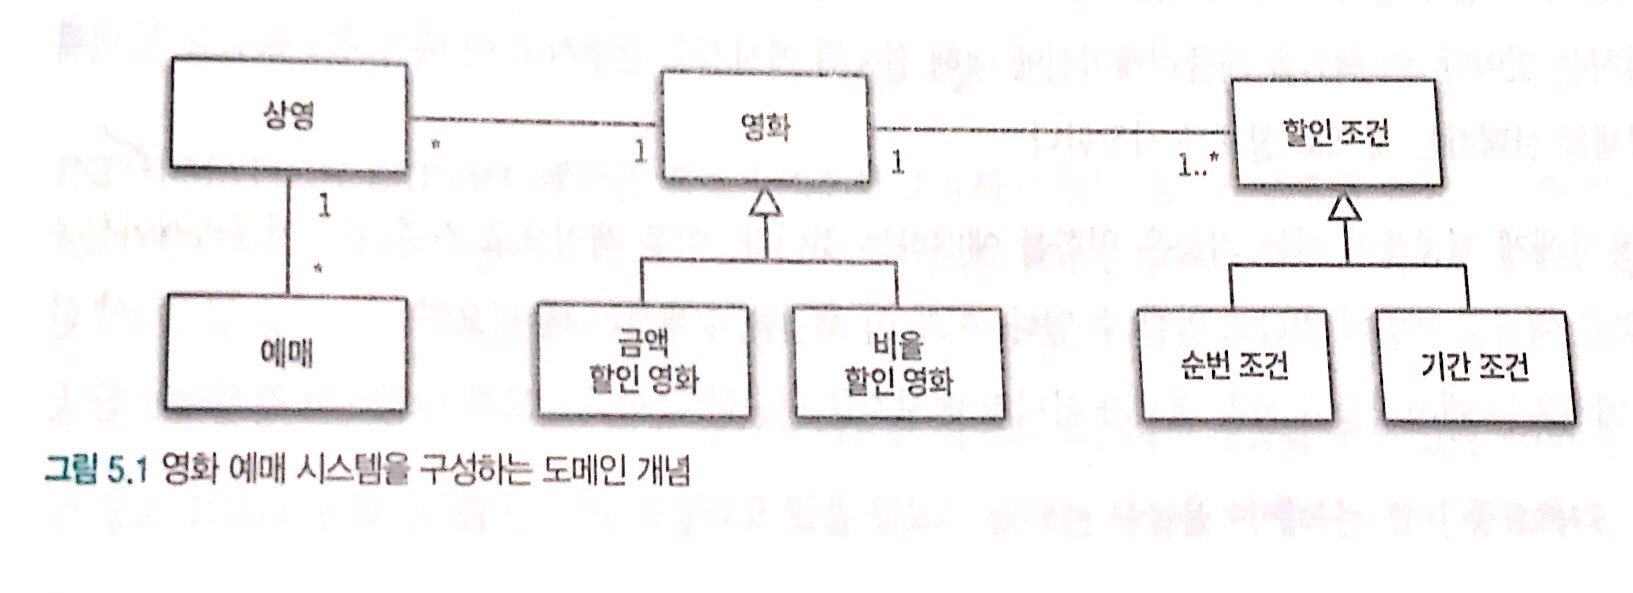 상영
*
1
영화
1
1..*
할인 조건
1
*
예매
금액
할인 영화
비율
할인 영화
순번 조건
기간 조건
그림 5.1 영화 예매 시스템을 구성하는 도메인 개념